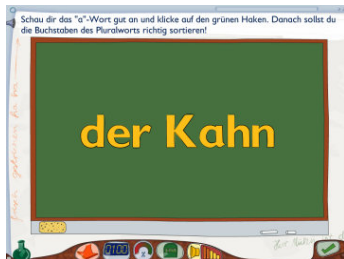 Schau dir das "a"-Wort gut an und klicke auf den grünen Haken. Danach sollst du
die Buchstaben des Pluralworts richtig sortieren!
der Kahn